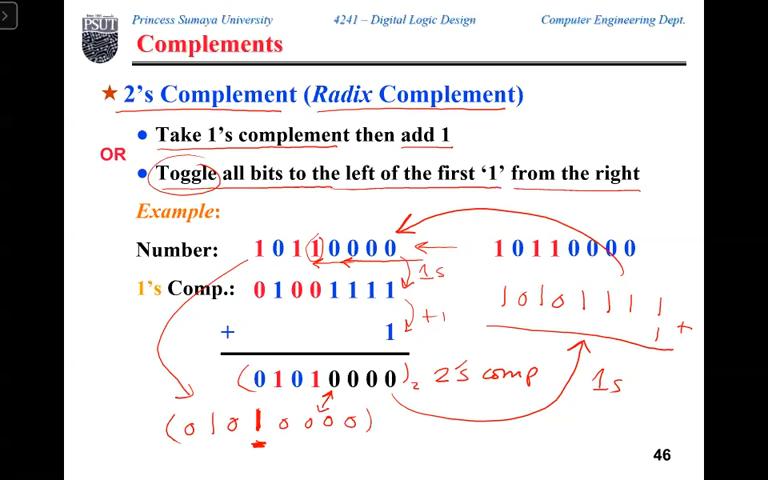 Princess Sumaya University 4241 – Digital Logic Design Computer Engineering Dept.
PSUT
Complements
★ 2's Complement (Radix Complement)
• Take 1's complement then add 1
OR
• Toggle all bits to the left of the first '1' from the right
Example:
Number: 1 0 1 1 0 0 0 0 1 0 1 1 0 0 0 0
1's Comp.: 0 1 0 0 1 1 1 1 1s 1 0 1 0 1 1 1 1
+ 1 +1 1 +
(0 1 0 1 0 0 0 0)2 2's comp 1s
(0 1 0 1 0 0 0 0)
46